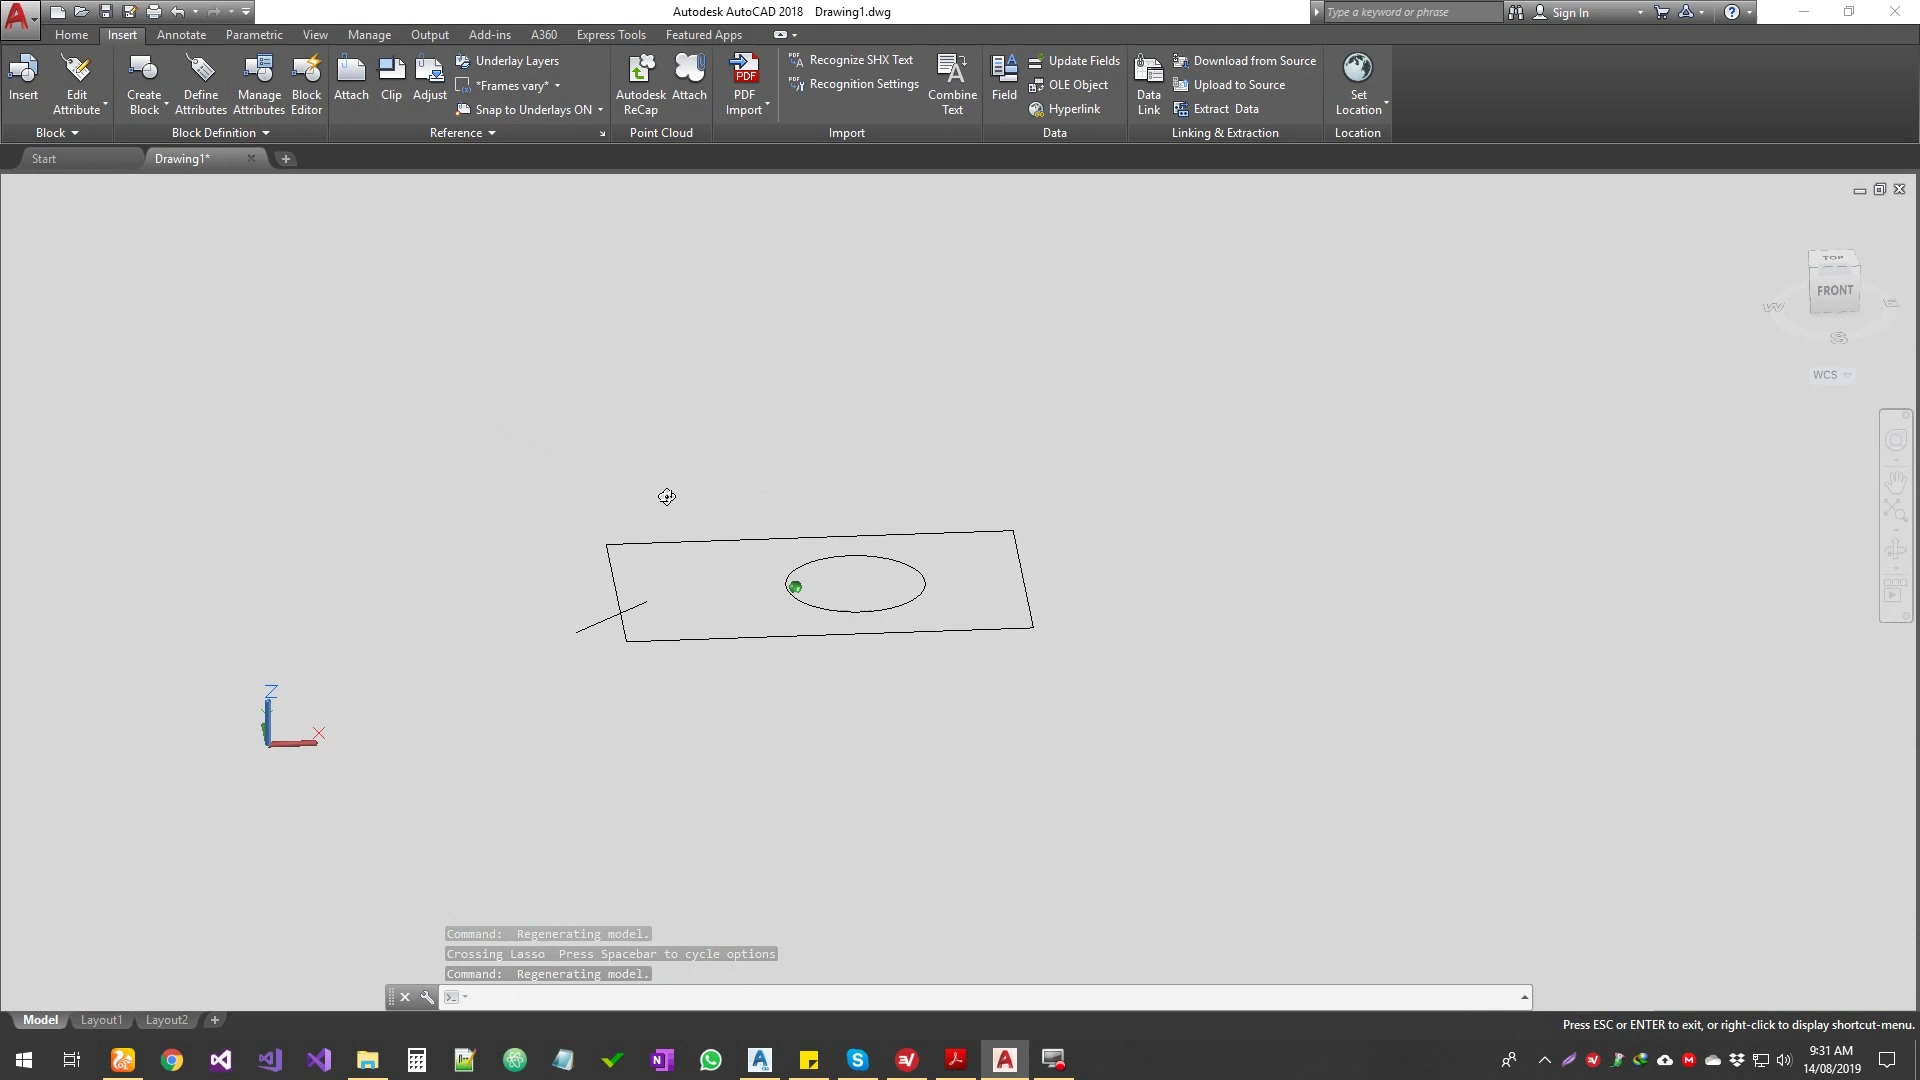 Autodesk AutoCAD 2018 Drawing1.dwg
Type a keyword or phrase
Sign In
Home Insert Annotate Parametric View Manage Output Add-ins A360 Express Tools Featured Apps
Insert
Edit Attribute
Block
Create Block
Define Attributes
Manage Attributes
Block Editor
Block Definition
Attach
Clip
Adjust
Underlay Layers
*Frames vary*
Snap to Underlays ON
Reference
Autodesk ReCap
Attach
Point Cloud
PDF
PDF Import
Recognize SHX Text
Recognition Settings
Combine Text
Import
Field
Update Fields
OLE Object
Hyperlink
Data
Data Link
Download from Source
Upload to Source
Extract Data
Linking & Extraction
Set Location
Location
Start
Drawing1*
TOP
FRONT
W
E
S
WCS
Z
X
Command: Regenerating model.
Crossing Lasso Press Spacebar to cycle options
Command: Regenerating model.
Model Layout1 Layout2
Press ESC or ENTER to exit, or right-click to display shortcut-menu.
9:31 AM
14/08/2019